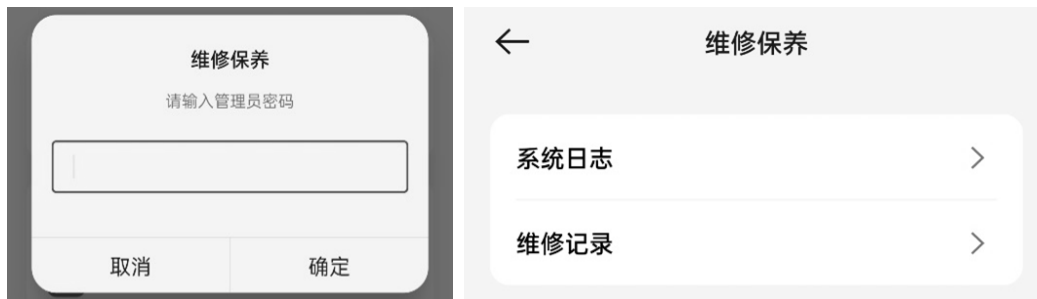 维修保养
请输入管理员密码
取消
确定
维修保养
系统日志
维修记录